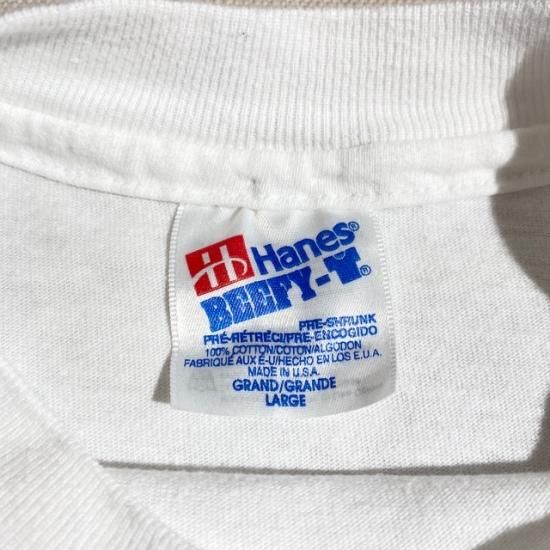 Hanes®
BEEFY-T®
PRE-SHRUNK
PRÉ-RÉTRÉCI/PRE-ENCOGIDO
100% COTTON/COTON/ALGODON
FABRIQUÉ AUX É-U/HECHO EN LOS E.U.A.
MADE IN U.S.A.
GRAND/GRANDE
LARGE